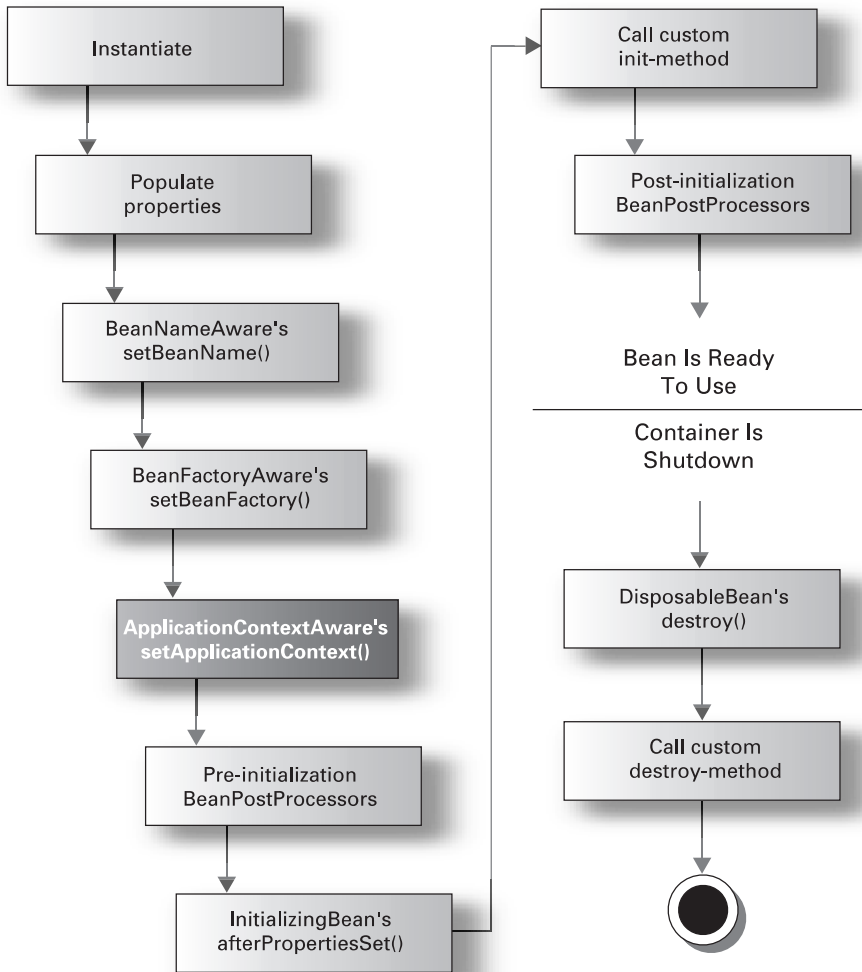 Instantiate
Populate
properties
BeanNameAware's
setBeanName()
BeanFactoryAware's
setBeanFactory()
ApplicationContextAware's
setApplicationContext()
Pre-initialization
BeanPostProcessors
InitializingBean's
afterPropertiesSet()
Call custom
init-method
Post-initialization
BeanPostProcessors
Bean Is Ready
To Use
Container Is
Shutdown
DisposableBean's
destroy()
Call custom
destroy-method